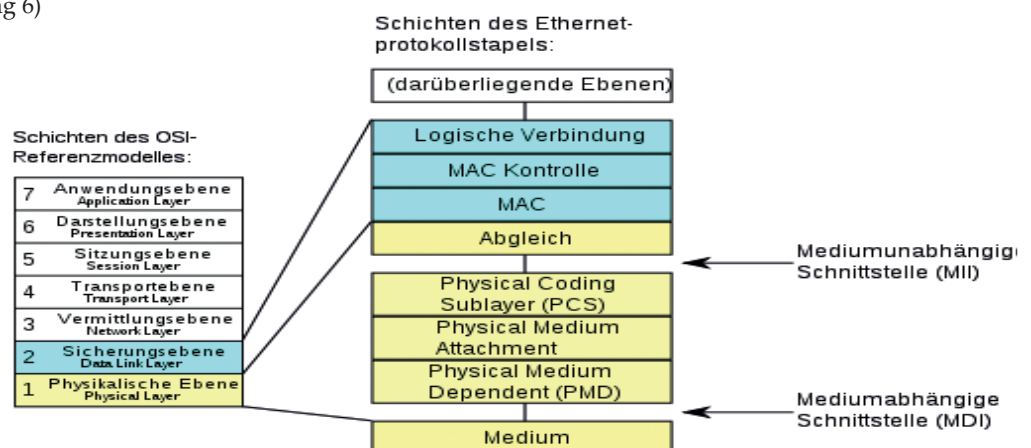 ng 6)
Schichten des Ethernet-
protokollstapels:
(darüberliegende Ebenen)
Logische Verbindung
MAC Kontrolle
MAC
Abgleich
Physical Coding
Sublayer (PCS)
Physical Medium
Attachment
Physical Medium
Dependent (PMD)
Medium
Schichten des OSI-
Referenzmodelles:
7 Anwendungsebene
Application Layer
6 Darstellungsebene
Presentation Layer
5 Sitzungsebene
Session Layer
4 Transportebene
Transport Layer
3 Vermittlungsebene
Network Layer
2 Sicherungsebene
Data Link Layer
1 Physikalische Ebene
Physical Layer
Mediumunabhängig
Schnittstelle (MII)
Mediumabhängige
Schnittstelle (MDI)